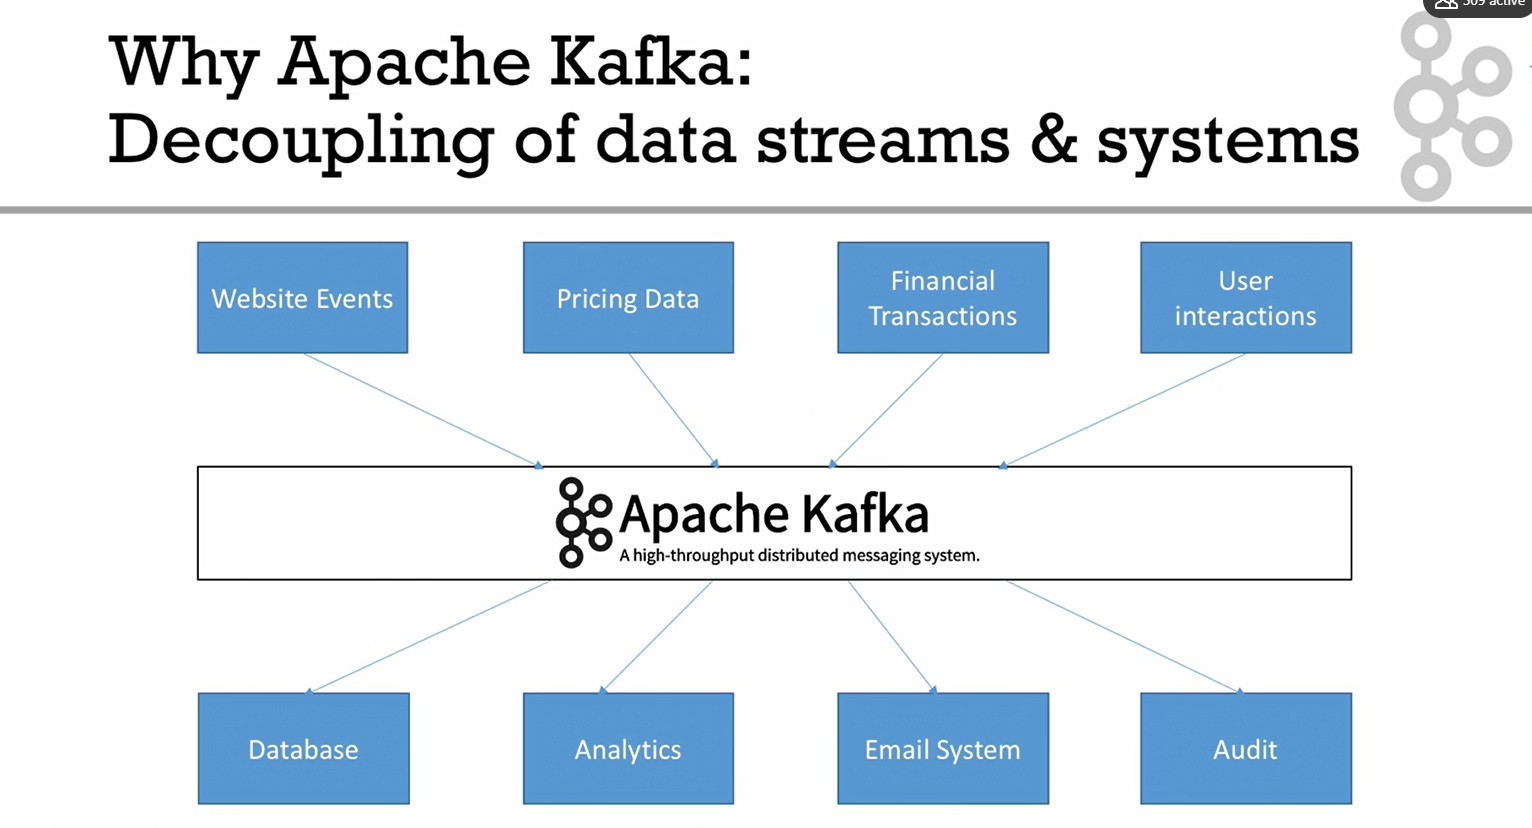 509 active
Why Apache Kafka:
Decoupling of data streams & systems
Website Events
Pricing Data
Financial
Transactions
User
interactions
Apache Kafka
A high-throughput distributed messaging system.
Database
Analytics
Email System
Audit